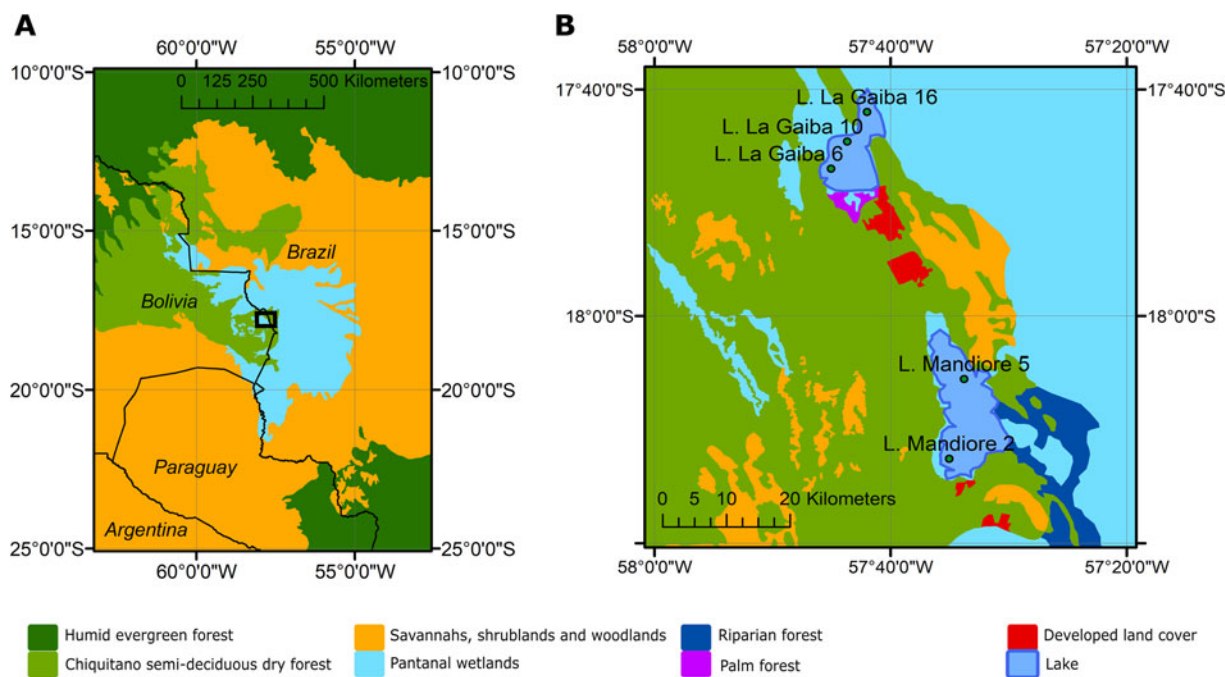 A
60°0'0"W 55°0'0"W
10°0'0"S 10°0'0"S
0 125 250 500 Kilometers
15°0'0"S 15°0'0"S
Brazil
Bolivia
20°0'0"S 20°0'0"S
Paraguay
Argentina
25°0'0"S 25°0'0"S
60°0'0"W 55°0'0"W
B
58°0'0"W 57°40'0"W 57°20'0"W
17°40'0"S 17°40'0"S
L. La Gaiba 16
L. La Gaiba 10
L. La Gaiba 6
18°0'0"S 18°0'0"S
L. Mandiore 5
L. Mandiore 2
0 5 10 20 Kilometers
58°0'0"W 57°40'0"W 57°20'0"W
Humid evergreen forest Savannahs, shrublands and woodlands Riparian forest Developed land cover
Chiquitano semi-deciduous dry forest Pantanal wetlands Palm forest Lake